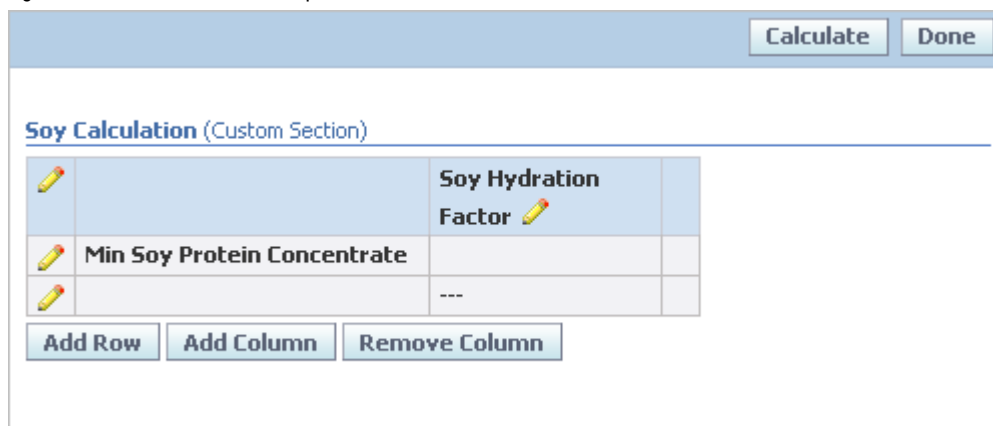 Calculate Done
Soy Calculation (Custom Section)
Soy Hydration
Factor
Min Soy Protein Concentrate
---
Add Row Add Column Remove Column